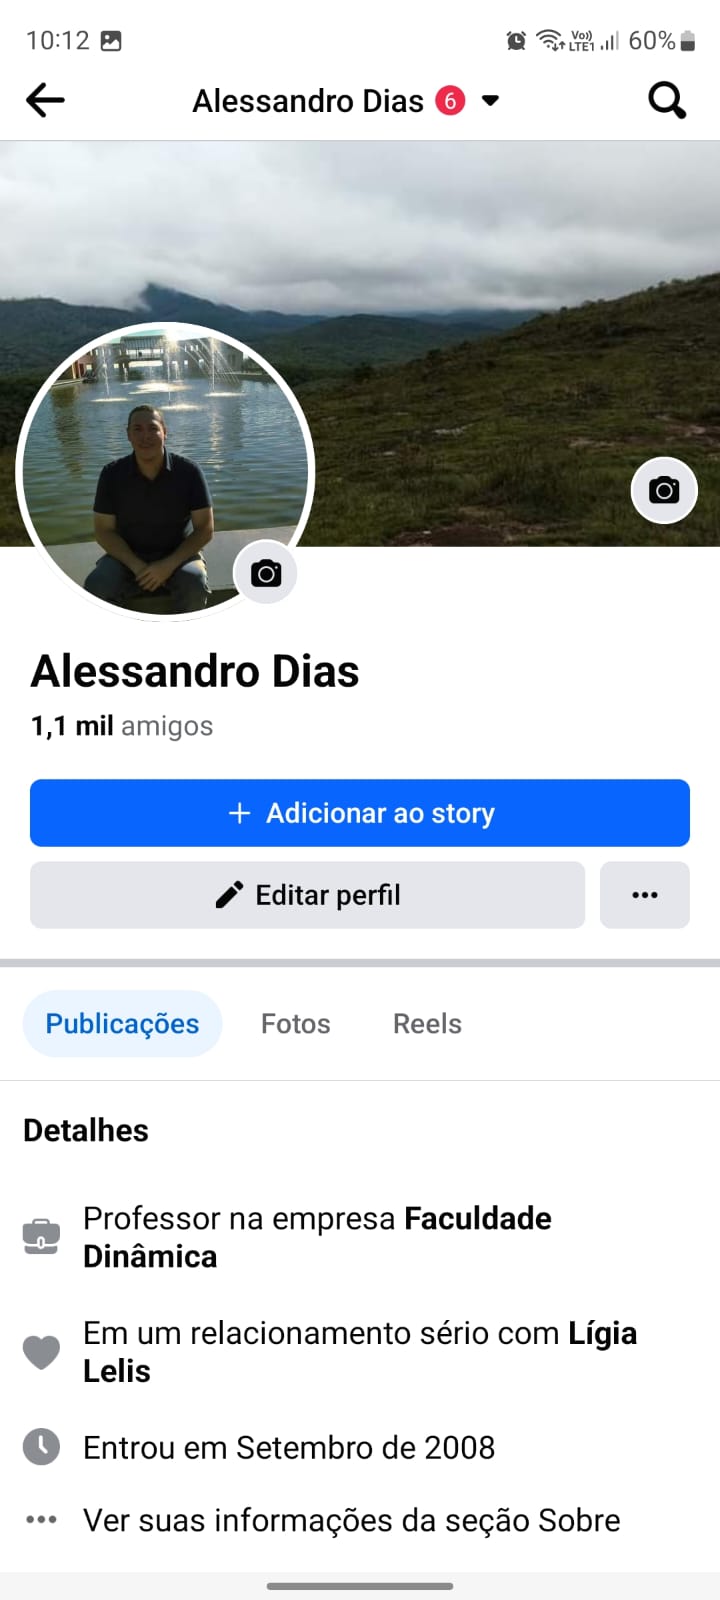 10:12 Vo)) LTE1 60%
Alessandro Dias 6
Alessandro Dias
1,1 mil amigos
+ Adicionar ao story
Editar perfil
Publicações Fotos Reels
Detalhes
Professor na empresa Faculdade
Dinâmica
Em um relacionamento sério com Lígia
Lelis
Entrou em Setembro de 2008
Ver suas informações da seção Sobre